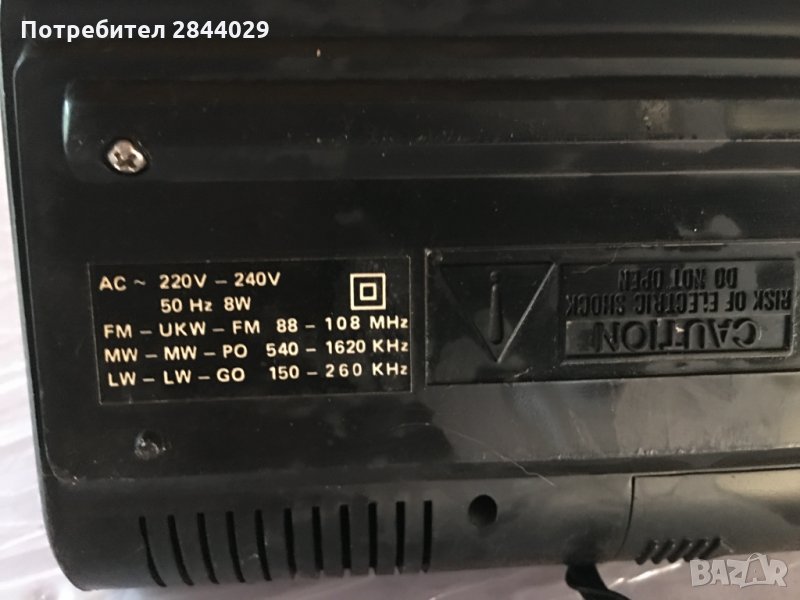 Потребител 2844029
AC ~ 220V – 240V
50 Hz 8W
FM – UKW – FM 88 – 108 MHz
MW – MW – PO 540 – 1620 KHz
LW – LW – GO 150 – 260 KHz
CAUTION
RISK OF ELECTRIC SHOCK
DO NOT OPEN
BAZAR